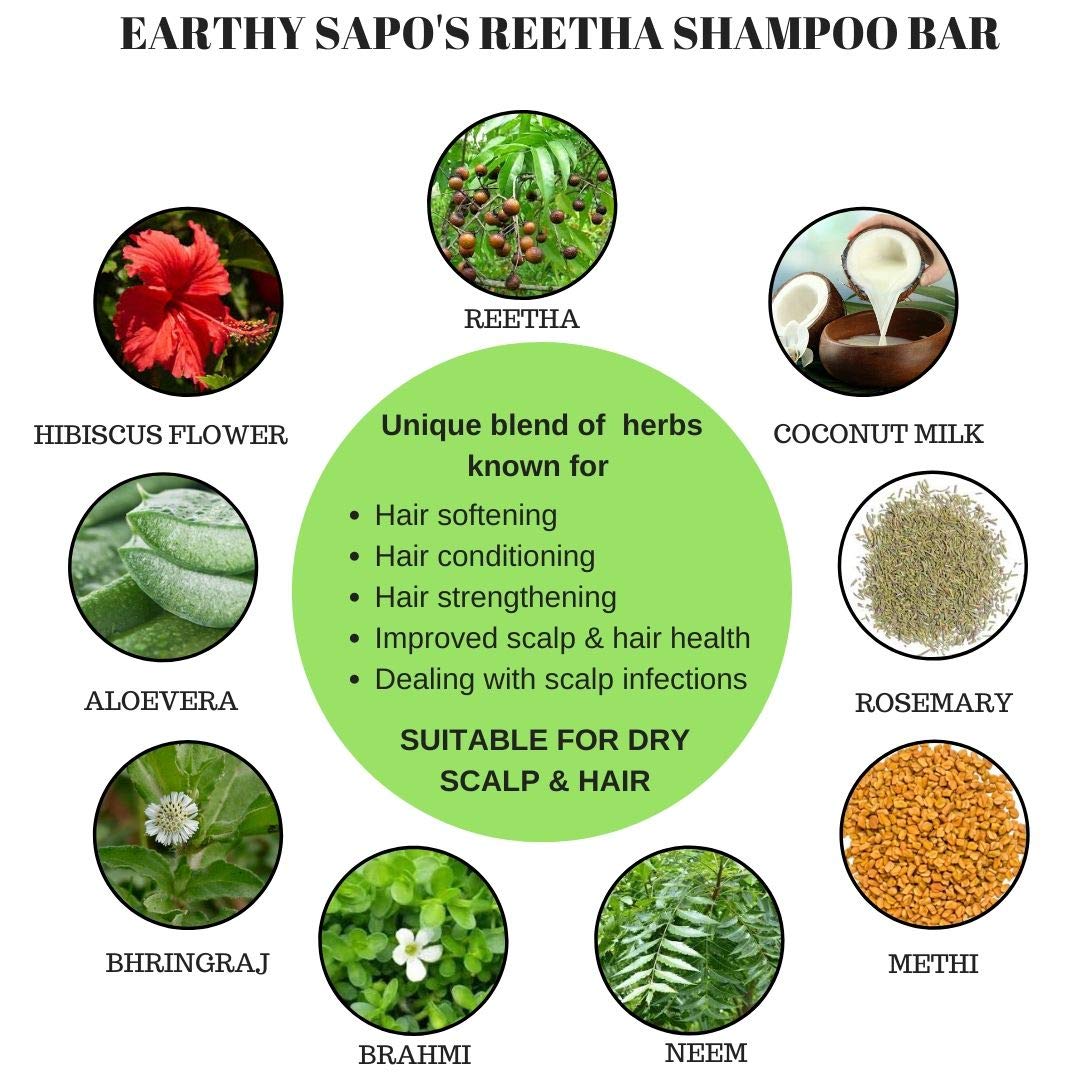 EARTHY SAPO'S REETHA SHAMPOO BAR
REETHA
HIBISCUS FLOWER
COCONUT MILK
Unique blend of herbs
known for
• Hair softening
• Hair conditioning
• Hair strengthening
• Improved scalp & hair health
• Dealing with scalp infections
SUITABLE FOR DRY
SCALP & HAIR
ALOEVERA
ROSEMARY
BHRINGRAJ
METHI
BRAHMI
NEEM